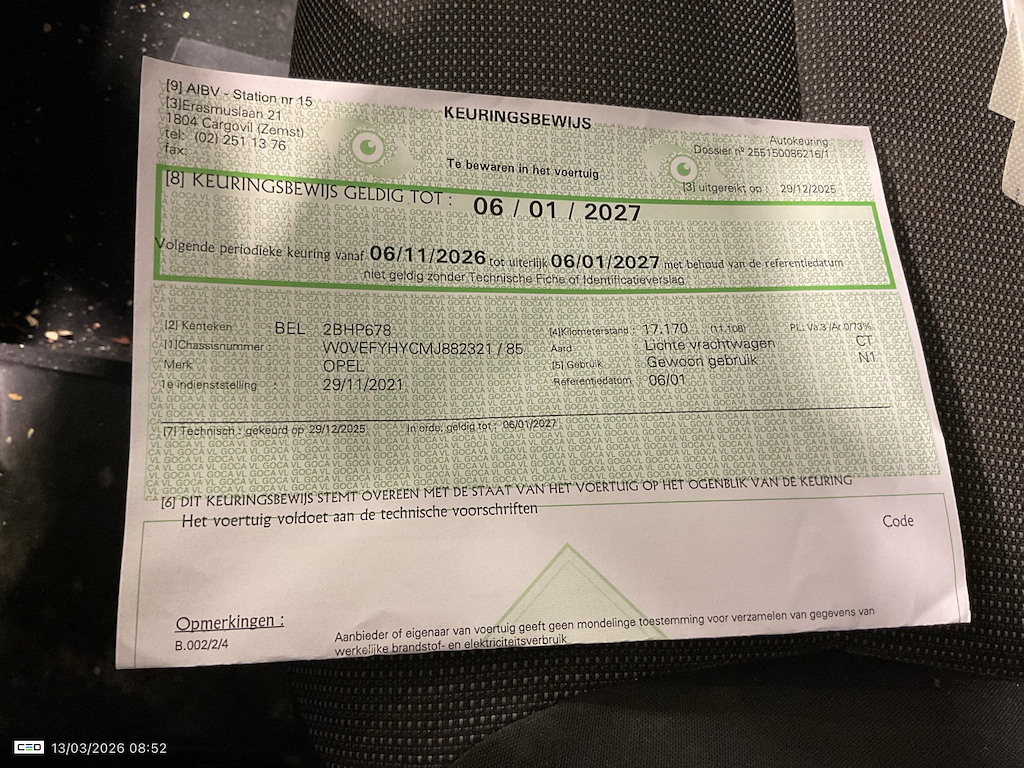 [9] AIBV - Station nr 15
[3]Erasmuslaan 21
1804 Cargovil (Zemst)
tel: (02) 251 13 76
fax:
KEURINGSBEWIJS
Te bewaren in het voertuig
Autokeuring
Dossier nº 255150086216/1
[3] uitgereikt op : 29/12/2025
[8] KEURINGSBEWIJS GELDIG TOT : 06 / 01 / 2027
Volgende periodieke keuring vanaf 06/11/2026 tot uiterlijk 06/01/2027 met behoud van de referentiedatum
niet geldig zonder Technische Fiche of Identificatieverslag
[2] Kenteken BEL 2BHP678
[1]Chassisnummer : W0VEFYHYCMJ882321 / 85
Merk OPEL
1e indienststelling : 29/11/2021
[4]Kilometerstand : 17.170 (11.108) PL: Va 3 /Ar 0/73%
Aard Lichte vrachtwagen CT
[5] Gebruik : Gewoon gebruik N1
Referentiedatum : 06/01
[7] Technisch : gekeurd op 29/12/2025 In orde, geldig tot : 06/01/2027
[6] DIT KEURINGSBEWIJS STEMT OVEREEN MET DE STAAT VAN HET VOERTUIG OP HET OGENBLIK VAN DE KEURING
Het voertuig voldoet aan de technische voorschriften
Code
Opmerkingen :
B.002/2/4
Aanbieder of eigenaar van voertuig geeft geen mondelinge toestemming voor verzamelen van gegevens van
werkelijke brandstof- en elektriciteitsverbruik
CEO 13/03/2026 08:52